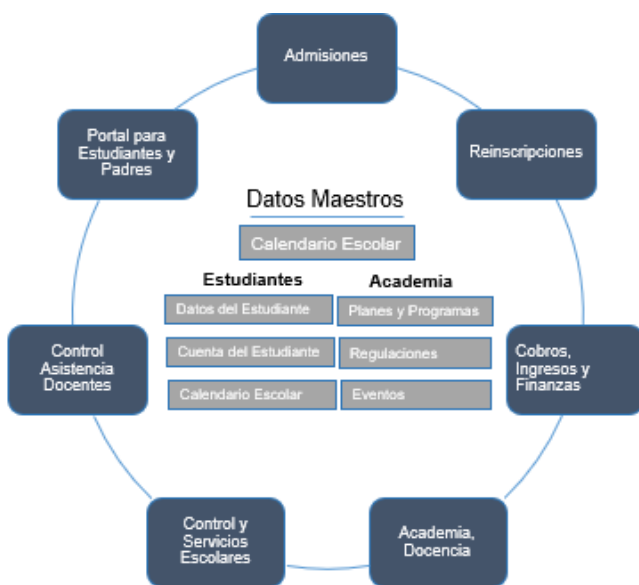 Admisiones
Portal para
Estudiantes y
Padres
Reinscripciones
Datos Maestros
Calendario Escolar
Estudiantes
Academia
Datos del Estudiante
Planes y Programas
Cuenta del Estudiante
Regulaciones
Calendario Escolar
Eventos
Control
Asistencia
Docentes
Cobros,
Ingresos y
Finanzas
Control y
Servicios
Escolares
Academia,
Docencia